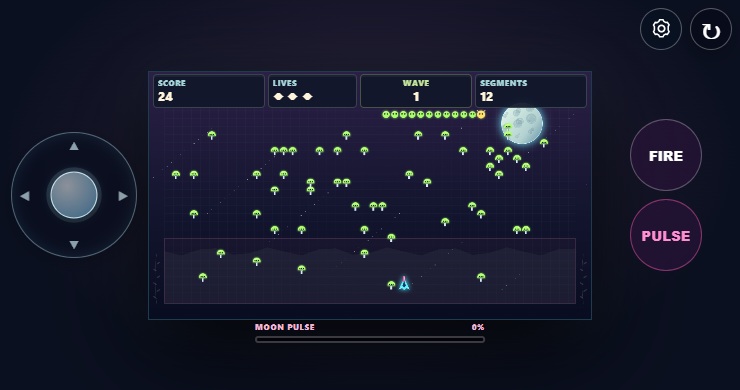 SCORE
24
LIVES
WAVE
1
SEGMENTS
12
FIRE
PULSE
MOON PULSE
0%